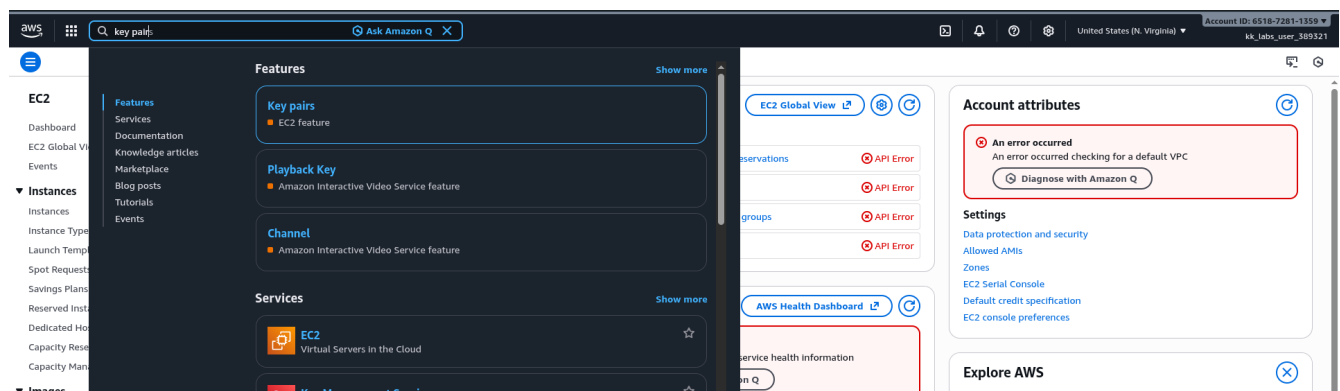 aws
key pairs
Ask Amazon Q
United States (N. Virginia)
Account ID: 6518-7281-1359
kk_labs_user_389321
EC2
Dashboard
EC2 Global Vi
Events
Instances
Instances
Instance Type
Launch Templ
Spot Requests
Savings Plans
Reserved Insta
Dedicated Hos
Capacity Rese
Capacity Mana
Images
Features
Services
Documentation
Knowledge articles
Marketplace
Blog posts
Tutorials
Events
Features
Show more
Key pairs
EC2 feature
Playback Key
Amazon Interactive Video Service feature
Channel
Amazon Interactive Video Service feature
Services
Show more
EC2
Virtual Servers in the Cloud
EC2 Global View
eservations
API Error
API Error
groups
API Error
API Error
AWS Health Dashboard
service health information
on Q
Account attributes
An error occurred
An error occurred checking for a default VPC
Diagnose with Amazon Q
Settings
Data protection and security
Allowed AMIs
Zones
EC2 Serial Console
Default credit specification
EC2 console preferences
Explore AWS